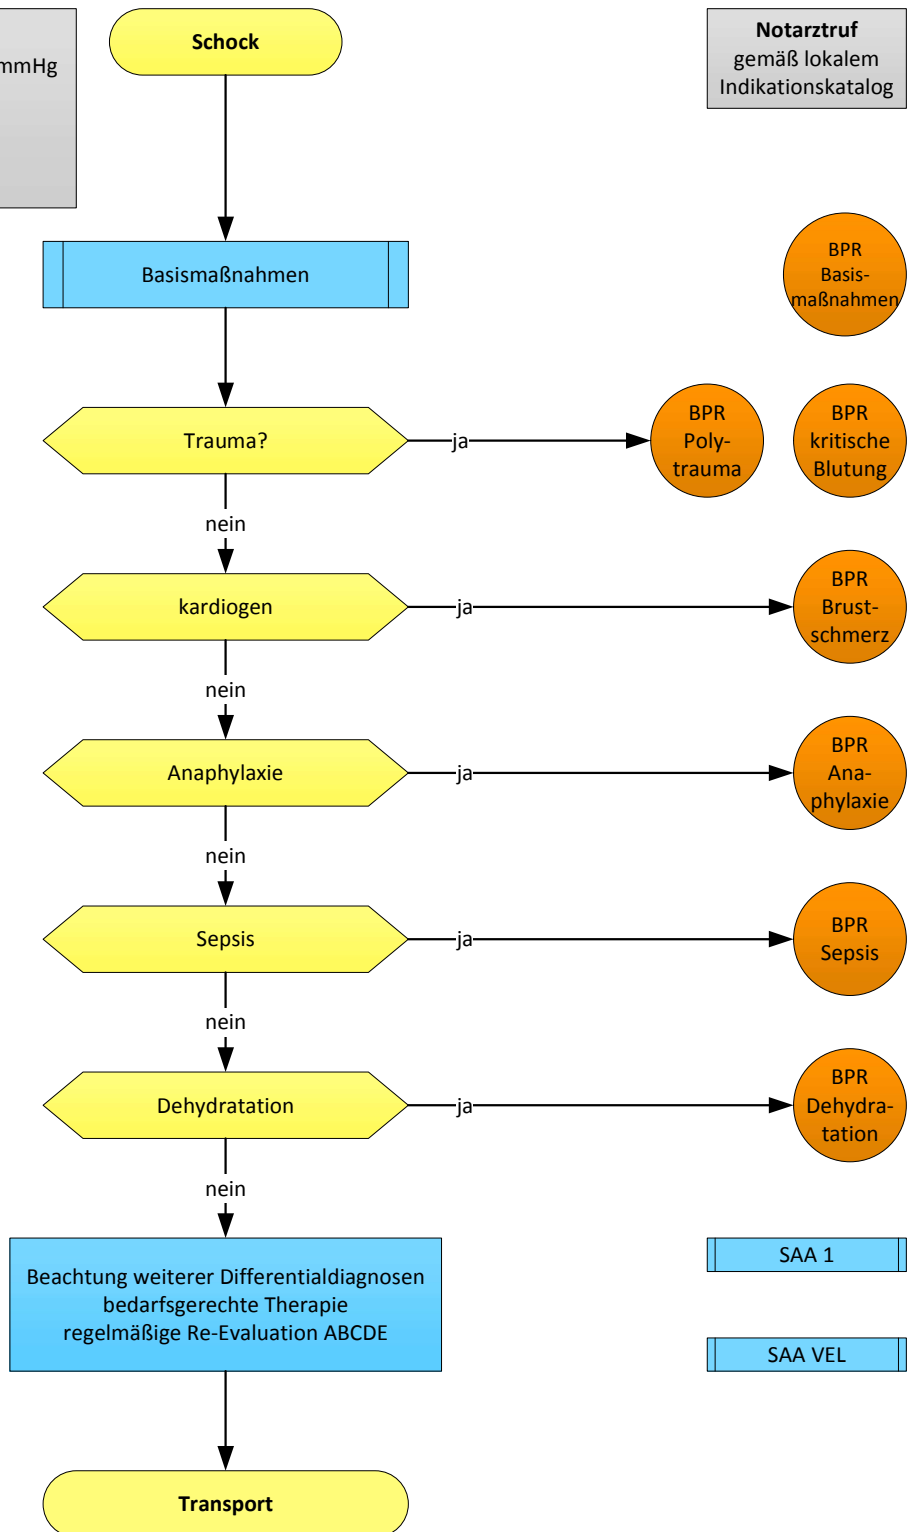 mmHg
Schock
Notarztruf
gemäß lokalem
Indikationskatalog
Basismaßnahmen
BPR
Basis-
maßnahmen
Trauma?
ja
BPR
Poly-
trauma
BPR
kritische
Blutung
nein
kardiogen
ja
BPR
Brust-
schmerz
nein
Anaphylaxie
ja
BPR
Ana-
phylaxie
nein
Sepsis
ja
BPR
Sepsis
nein
Dehydratation
ja
BPR
Dehydra-
tation
nein
Beachtung weiterer Differentialdiagnosen
bedarfsgerechte Therapie
regelmäßige Re-Evaluation ABCDE
SAA 1
SAA VEL
Transport